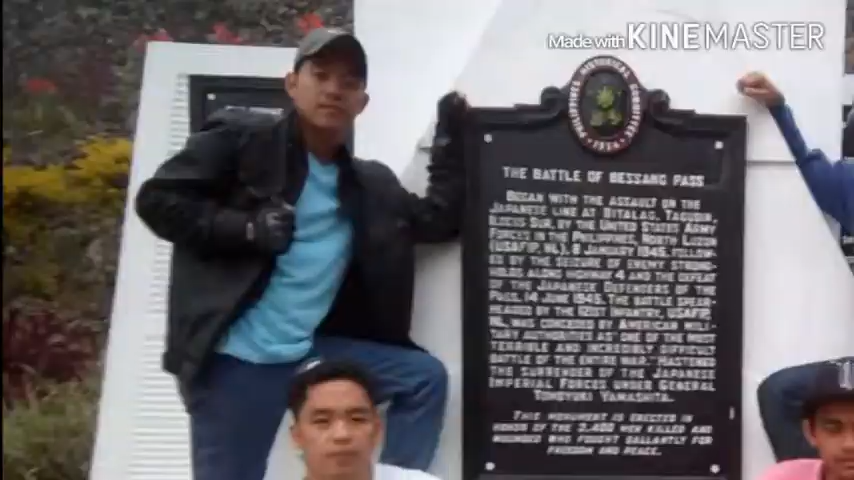 Made with KINEMASTER
PHILIPPINES HISTORICAL COMMITTEE
1954
THE BATTLE OF BESSANG PASS
BEGAN WITH THE ASSAULT ON THE
JAPANESE LINE AT BITALAG, TAGUDIN,
ILOCOS SUR, BY THE UNITED STATES ARMY
FORCES IN THE PHILIPPINES, NORTH LUZON
(USAFIP, NL), 8 JANUARY 1945. FOLLOW-
ED BY THE SEIZURE OF ENEMY STRONG-
HOLDS ALONG HIGHWAY 4 AND THE DEFEAT
OF THE JAPANESE DEFENDERS OF THE
PASS, 14 JUNE 1945. THE BATTLE SPEAR-
HEADED BY THE 121ST INFANTRY, USAFIP,
NL, WAS CONCEDED BY AMERICAN MILI-
TARY AUTHORITIES AS ONE OF THE MOST
TERRIBLE AND INCREDIBLY DIFFICULT
BATTLE OF THE ENTIRE WAR. HASTENED
THE SURRENDER OF THE JAPANESE
IMPERIAL FORCES UNDER GENERAL
TOMOYUKI YAMASHITA.
THIS MONUMENT IS ERECTED IN
HONOR OF THE 3,400 MEN KILLED AND
WOUNDED WHO FOUGHT GALLANTLY FOR
FREEDOM AND PEACE.